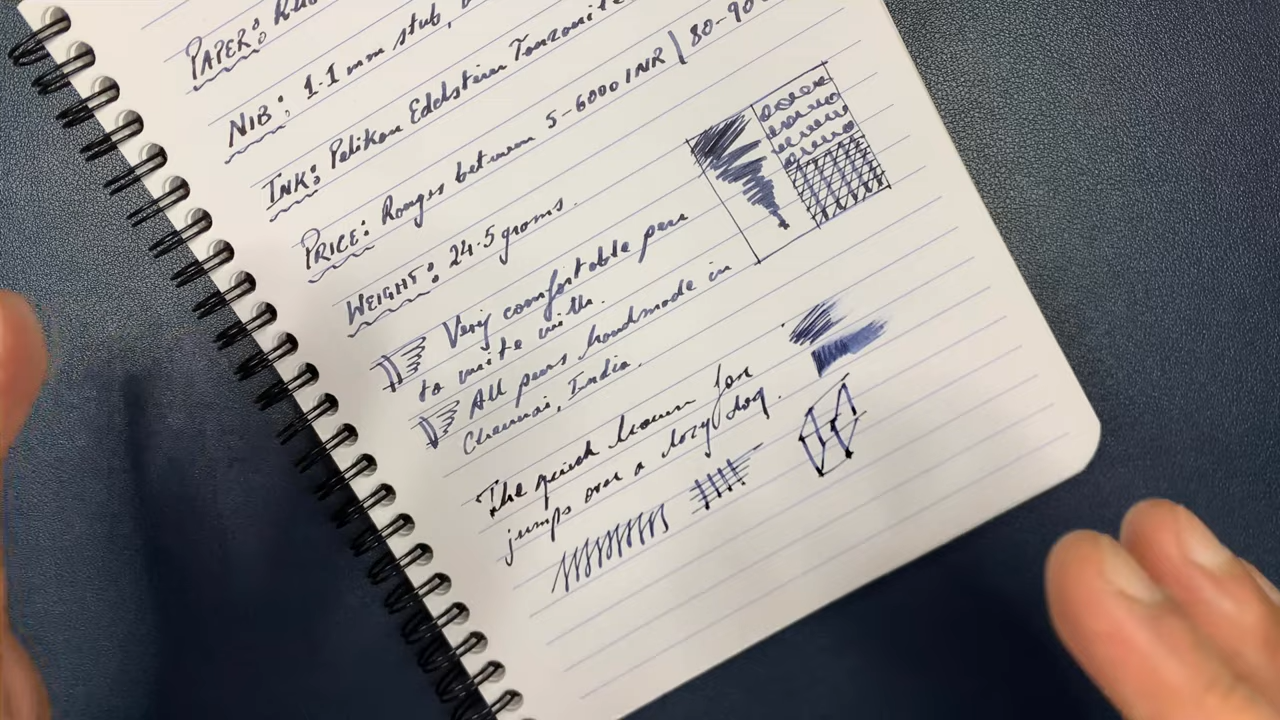 PAPER:
NIB: 1.1 mm stub,
INK: Pelikan Edelstein Tanzanite
PRICE: Ranges between 5-6000 INR | 80-90
WEIGHT: 24.5 grams.
Very comfortable pen
to write with.
All pens handmade in
Chennai, India.
The quick brown fox
jumps over a lazy dog.